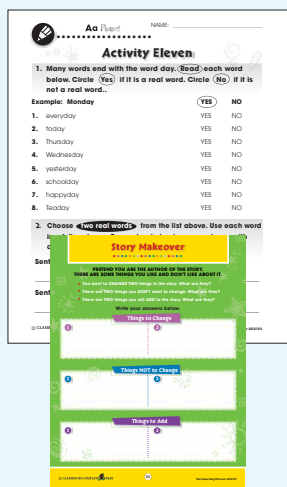 Aa
NAME:
Activity Eleven
1. Many words end with the word day. Read each word
below. Circle Yes if it is a real word. Circle No if it is
not a real word..
Example: Monday YES NO
1. everyday YES NO
2. today YES NO
3. Thursday YES NO
4. Wednesday YES NO
5. yesterday YES NO
6. schoolday YES NO
7. happyday YES NO
8. Teaday YES NO
2. Choose two real words from the list above. Use each word
Story Makeover
Sent
PRETEND YOU ARE THE AUTHOR OF THE STORY.
THERE ARE SOME THINGS YOU LIKE AND DON'T LIKE ABOUT IT.
You want to CHANGE TWO things in the story. What are they?
There are TWO things you DON'T want to change. What are they?
Sent
There are TWO things you will ADD to the story. What are they?
Write your answers below.
Things to Change
1 2
Things NOT to Change
1 2
Things to Add
1 2
© CLASSROOM COMPLETE PRESS